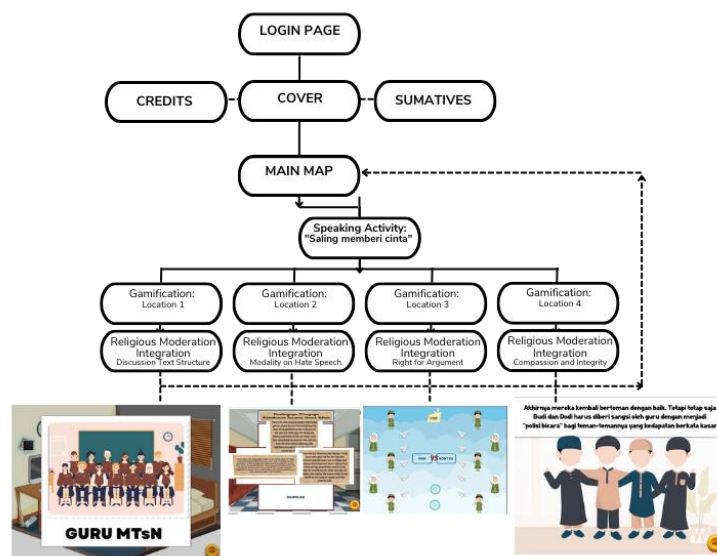 LOGIN PAGE
CREDITS
COVER
SUMATIVES
MAIN MAP
Speaking Activity:
"Saling memberi cinta"
Gamification:
Location 1
Gamification:
Location 2
Gamification:
Location 3
Gamification:
Location 4
Religious Moderation
Integration
Discussion Text Structure
Religious Moderation
Integration
Modality on Hate Speech
Religious Moderation
Integration
Right for Argument
Religious Moderation
Integration
Compassion and Integrity
GURU MTsN
VS
Akhirnya mereka kembali berteman dengan baik. Tetapi tetap saja
Dudi dan Dodi harus diberi sangsi oleh guru dengan menjadi
"polisi bicara" bagi teman-temannya yang kedapatan berkata kasar